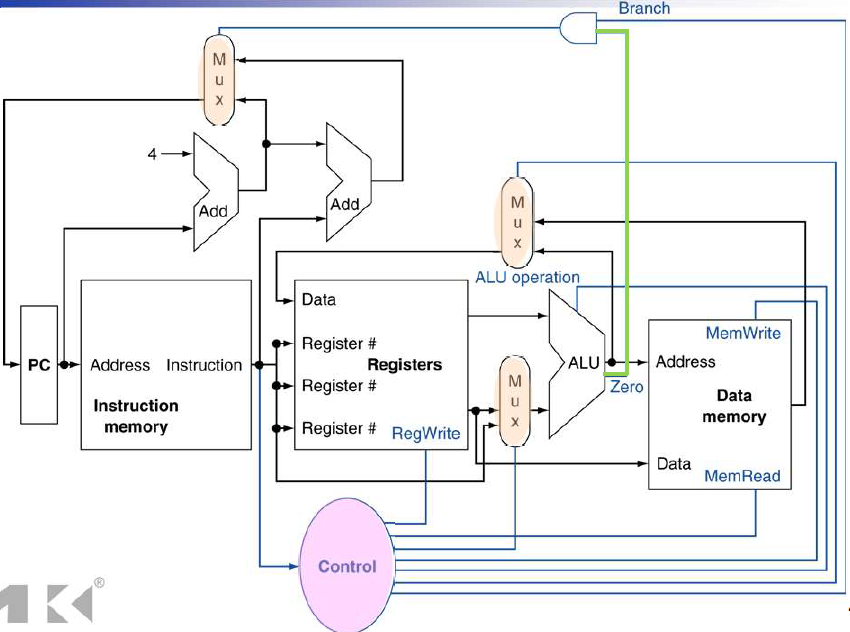 Branch
M
u
x
4
Add
Add
M
u
x
ALU operation
Data
PC
Address
Instruction
Instruction
memory
Register #
Register #
Register #
Registers
RegWrite
M
u
x
ALU
Zero
MemWrite
Address
Data
memory
Data
MemRead
Control
MK®